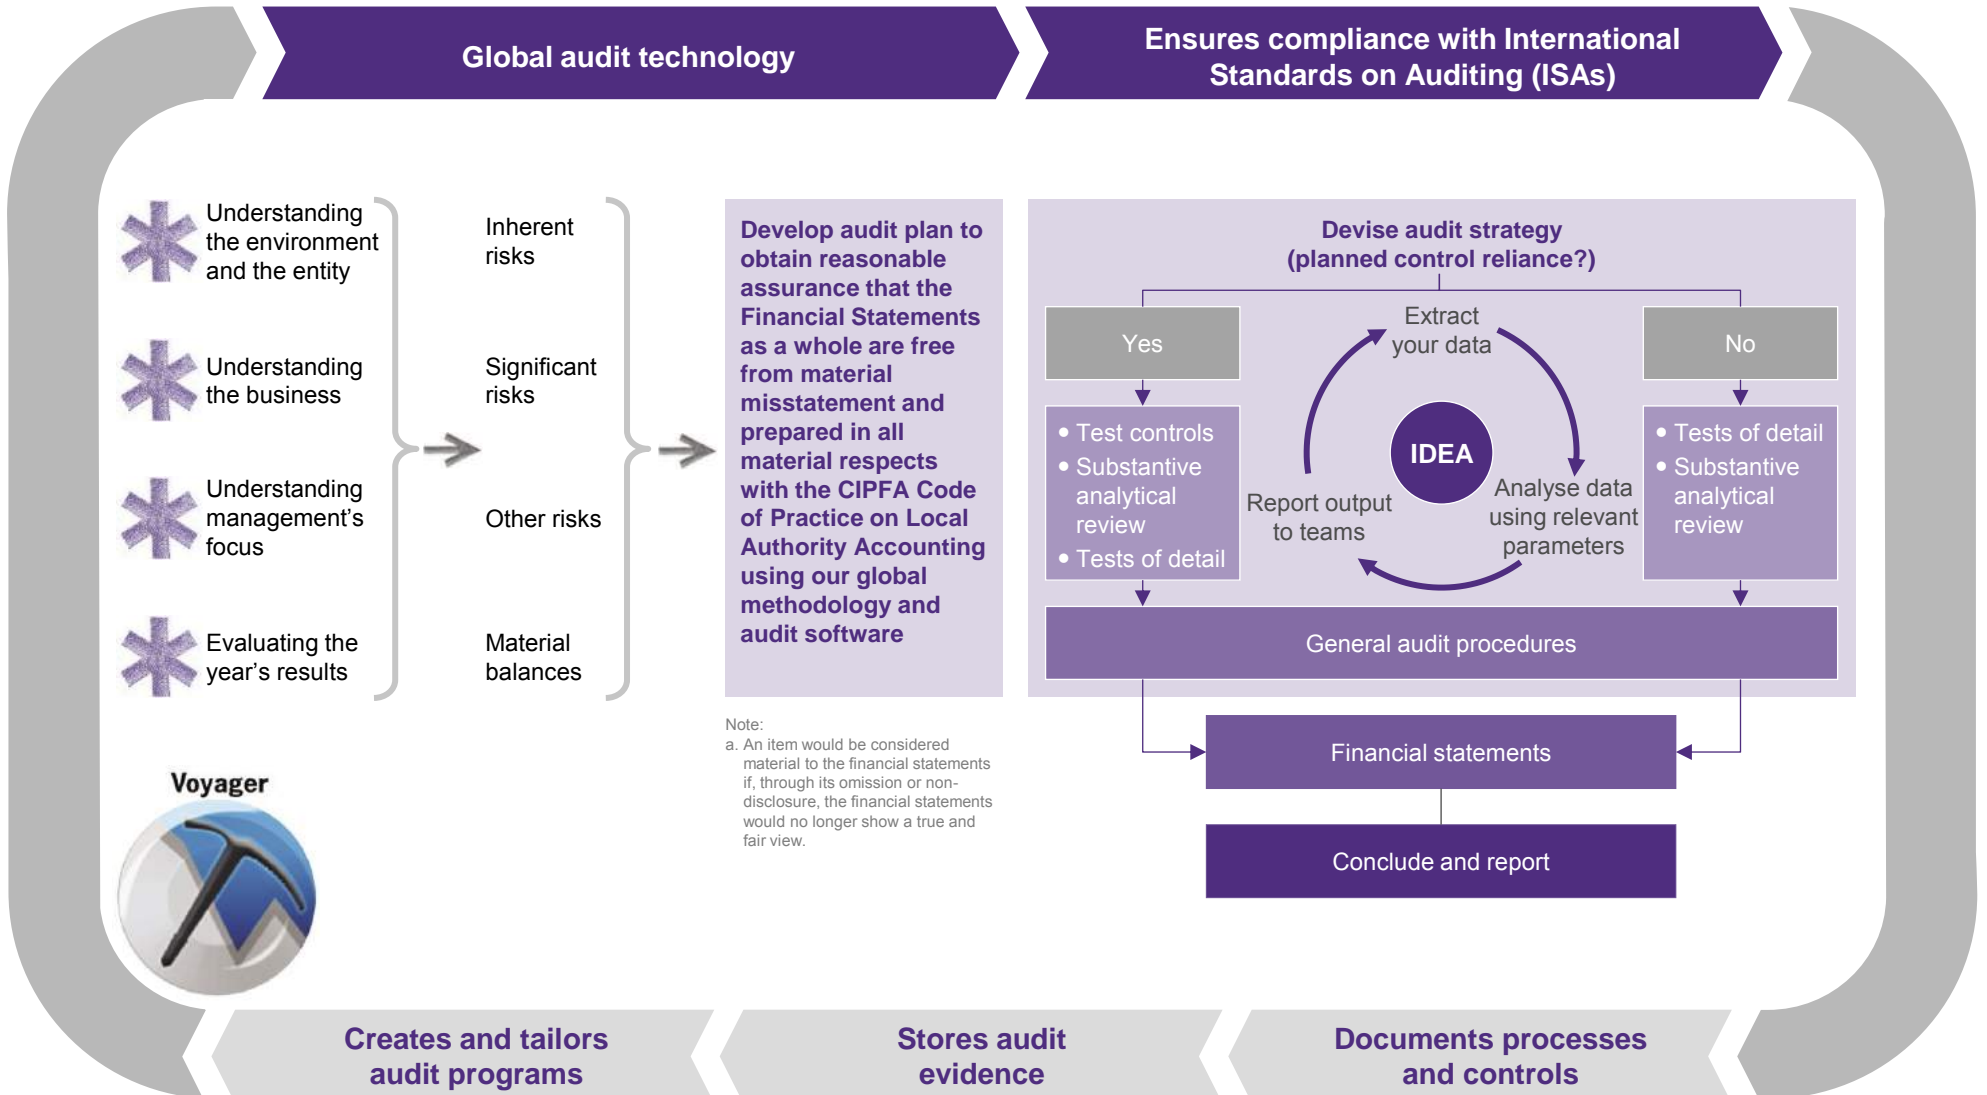 Global audit technology
Ensures compliance with International
Standards on Auditing (ISAs)
Understanding
the environment
and the entity
Understanding
the business
Understanding
management’s
focus
Evaluating the
year’s results
Inherent
risks
Significant
risks
Other risks
Material
balances
Develop audit plan to
obtain reasonable
assurance that the
Financial Statements
as a whole are free
from material
misstatement and
prepared in all
material respects
with the CIPFA Code
of Practice on Local
Authority Accounting
using our global
methodology and
audit software
Note:
a. An item would be considered
material to the financial statements
if, through its omission or non-
disclosure, the financial statements
would no longer show a true and
fair view.
Devise audit strategy
(planned control reliance?)
Yes
• Test controls
• Substantive
analytical
review
• Tests of detail
Extract
your data
IDEA
Analyse data
using relevant
parameters
Report output
to teams
No
• Tests of detail
• Substantive
analytical
review
General audit procedures
Financial statements
Conclude and report
Voyager
Creates and tailors
audit programs
Stores audit
evidence
Documents processes
and controls